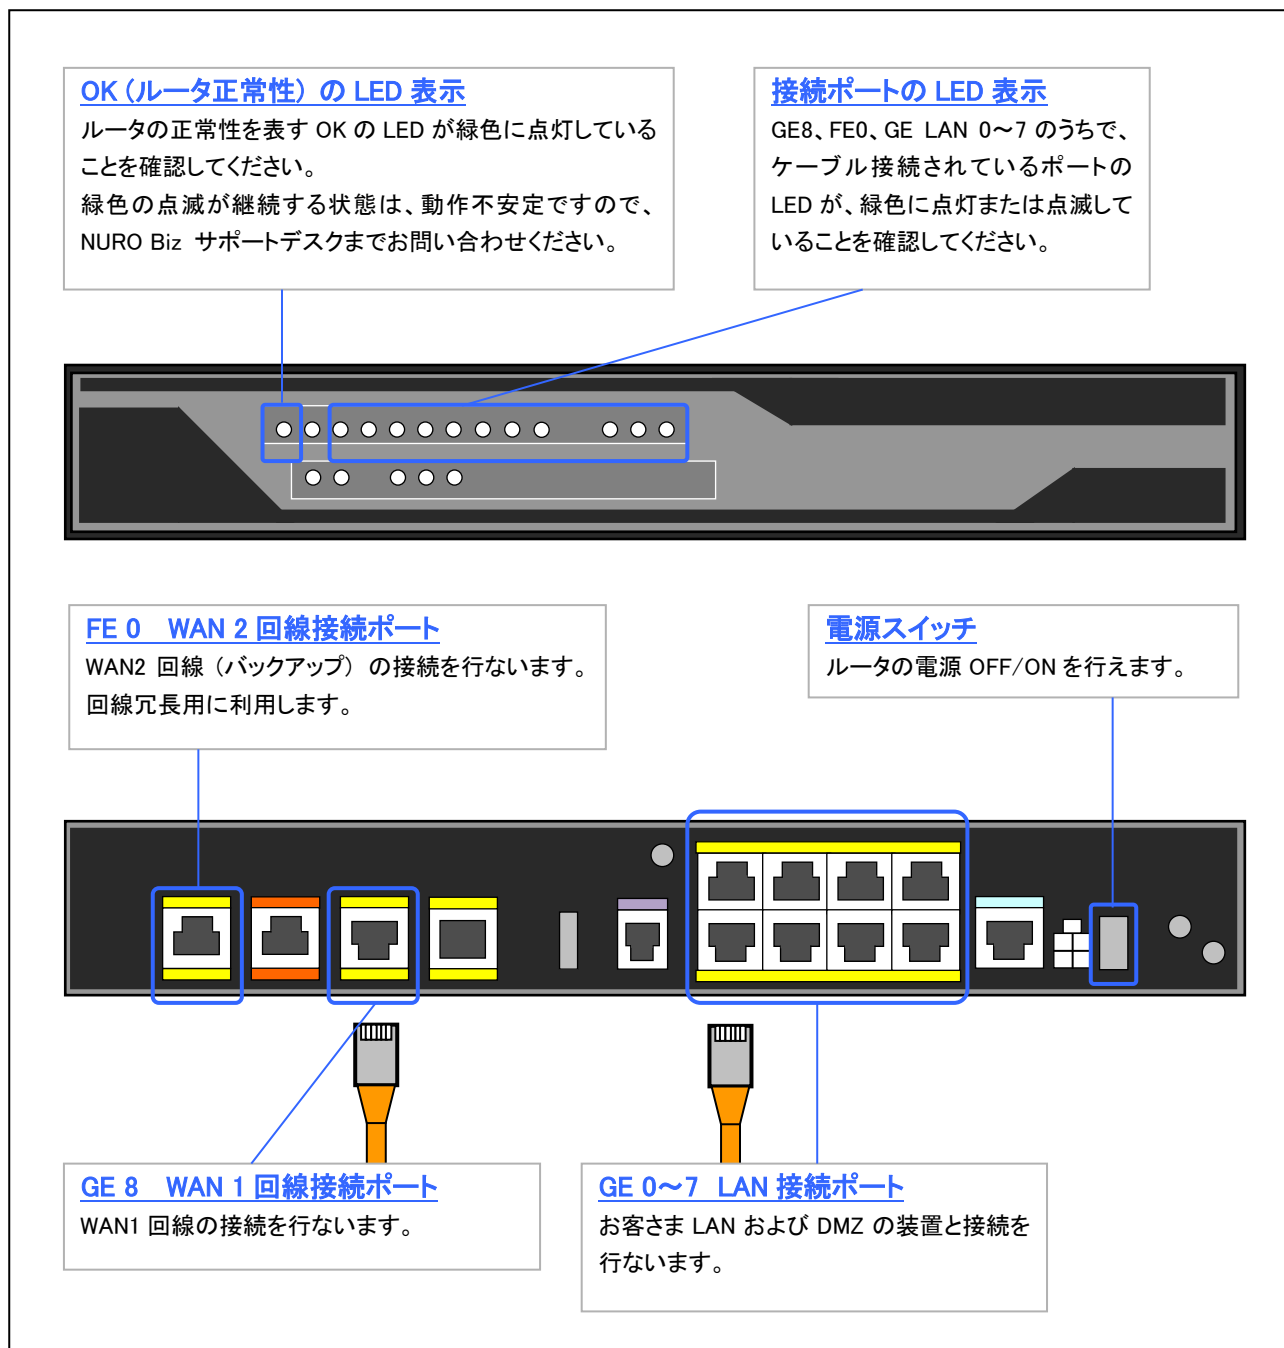 OK（ルータ正常性）の LED 表示
ルータの正常性を表す OK の LED が緑色に点灯している
ことを確認してください。
緑色の点滅が継続する状態は、動作不安定ですので、
NURO Biz サポートデスクまでお問い合わせください。
接続ポートの LED 表示
GE8、FE0、GE LAN 0～7 のうちで、
ケーブル接続されているポートの
LED が、緑色に点灯または点滅して
いることを確認してください。
FE 0　WAN 2 回線接続ポート
WAN2 回線（バックアップ）の接続を行ないます。
回線冗長用に利用します。
電源スイッチ
ルータの電源 OFF/ON を行えます。
GE 8　WAN 1 回線接続ポート
WAN1 回線の接続を行ないます。
GE 0～7 LAN 接続ポート
お客さま LAN および DMZ の装置と接続を
行ないます。